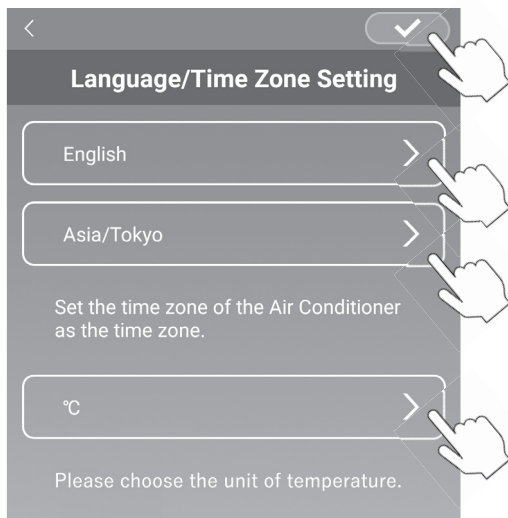 Language/Time Zone Setting
English
Asia/Tokyo
Set the time zone of the Air Conditioner
as the time zone.
℃
Please choose the unit of temperature.